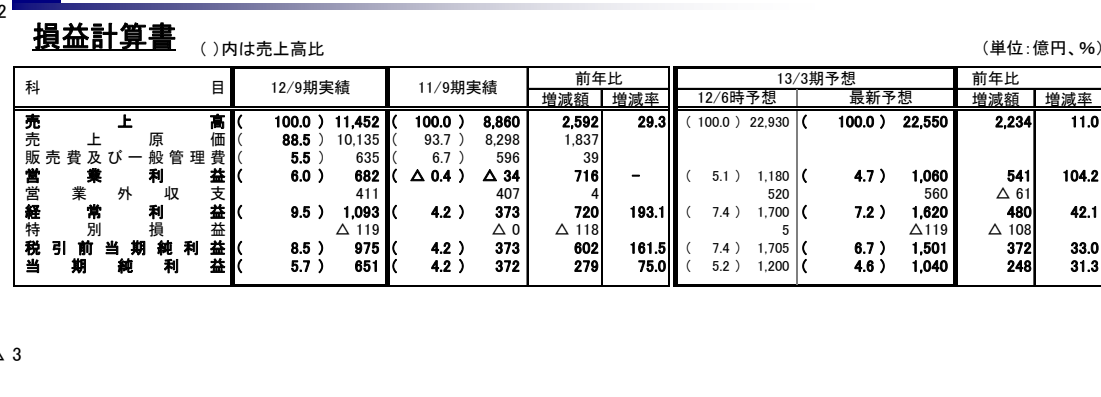 2
損益計算書 ( )内は売上高比 (単位：億円、%)
科 目 12/9期実績 11/9期実績 前年比 13/3期予想 前年比
増減額 増減率 12/6時予想 最新予想 増減額 増減率
売上高 ( 100.0 ) 11,452 ( 100.0 ) 8,860 2,592 29.3 ( 100.0 ) 22,930 ( 100.0 ) 22,550 2,234 11.0
売上原価 ( 88.5 ) 10,135 ( 93.7 ) 8,298 1,837
販売費及び一般管理費 ( 5.5 ) 635 ( 6.7 ) 596 39
営業利益 ( 6.0 ) 682 ( △ 0.4 ) △ 34 716 － ( 5.1 ) 1,180 ( 4.7 ) 1,060 541 104.2
営業外収支 411 407 4 520 560 △ 61
経常利益 ( 9.5 ) 1,093 ( 4.2 ) 373 720 193.1 ( 7.4 ) 1,700 ( 7.2 ) 1,620 480 42.1
特別損益 △ 119 △ 0 △ 118 5 △119 △ 108
税引前当期純利益 ( 8.5 ) 975 ( 4.2 ) 373 602 161.5 ( 7.4 ) 1,705 ( 6.7 ) 1,501 372 33.0
当期純利益 ( 5.7 ) 651 ( 4.2 ) 372 279 75.0 ( 5.2 ) 1,200 ( 4.6 ) 1,040 248 31.3
△ 3